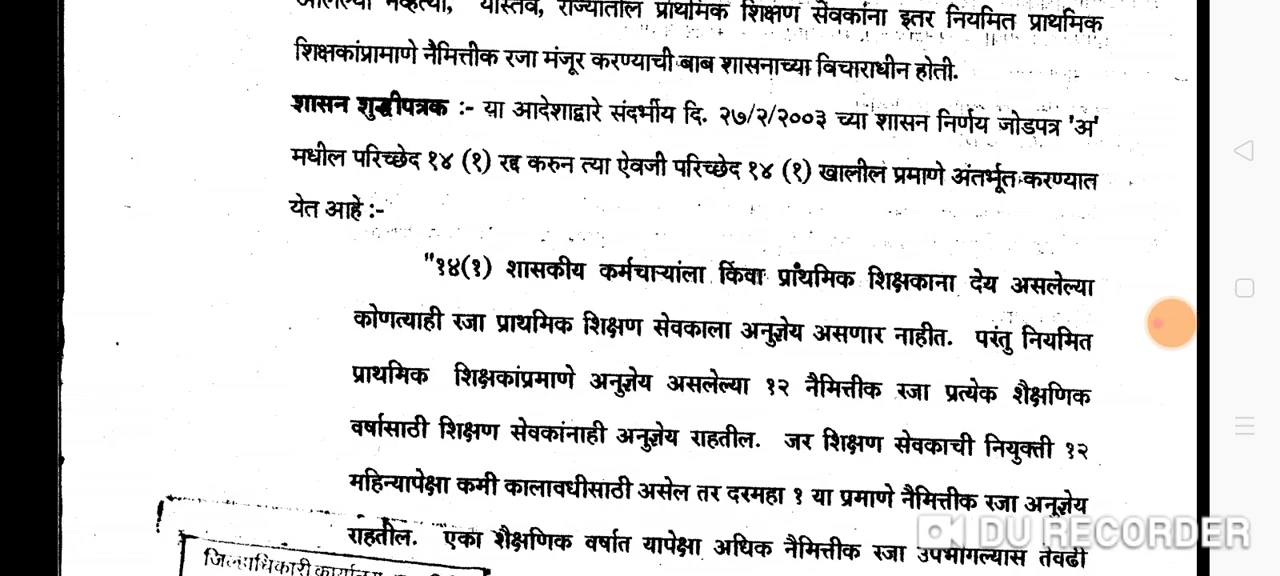 आलेल्या नव्हत्या, यास्तव, राज्यातील प्राथमिक शिक्षण सेवकांना इतर नियमित प्राथमिक
शिक्षकांप्रामाणे नैमित्तीक रजा मंजूर करण्याची बाब शासनाच्या विचाराधीन होती.
शासन शुद्धीपत्रक :- या आदेशाद्वारे संदर्भीय दि. २७/२/२००३ च्या शासन निर्णय जोडपत्र 'अ'
मधील परिच्छेद १४ (१) रद्द करुन त्या ऐवजी परिच्छेद १४ (१) खालील प्रमाणे अंतर्भूत करण्यात
येत आहे :-
"१४(१) शासकीय कर्मचाऱ्यांला किंवा प्राथमिक शिक्षकाना देय असलेल्या
कोणत्याही रजा प्राथमिक शिक्षण सेवकाला अनुज्ञेय असणार नाहीत. परंतु नियमित
प्राथमिक शिक्षकांप्रमाणे अनुज्ञेय असलेल्या १२ नैमित्तीक रजा प्रत्येक शैक्षणिक
वर्षासाठी शिक्षण सेवकांनाही अनुज्ञेय राहतील. जर शिक्षण सेवकाची नियुक्ती १२
महिन्यापेक्षा कमी कालावधीसाठी असेल तर दरमहा १ या प्रमाणे नैमित्तीक रजा अनुज्ञेय
राहतील. एका शैक्षणिक वर्षात यापेक्षा अधिक नैमित्तीक रजा उपभोगल्यास तेवढी
DU RECORDER
जिल्हाधिकारी कार्यालय